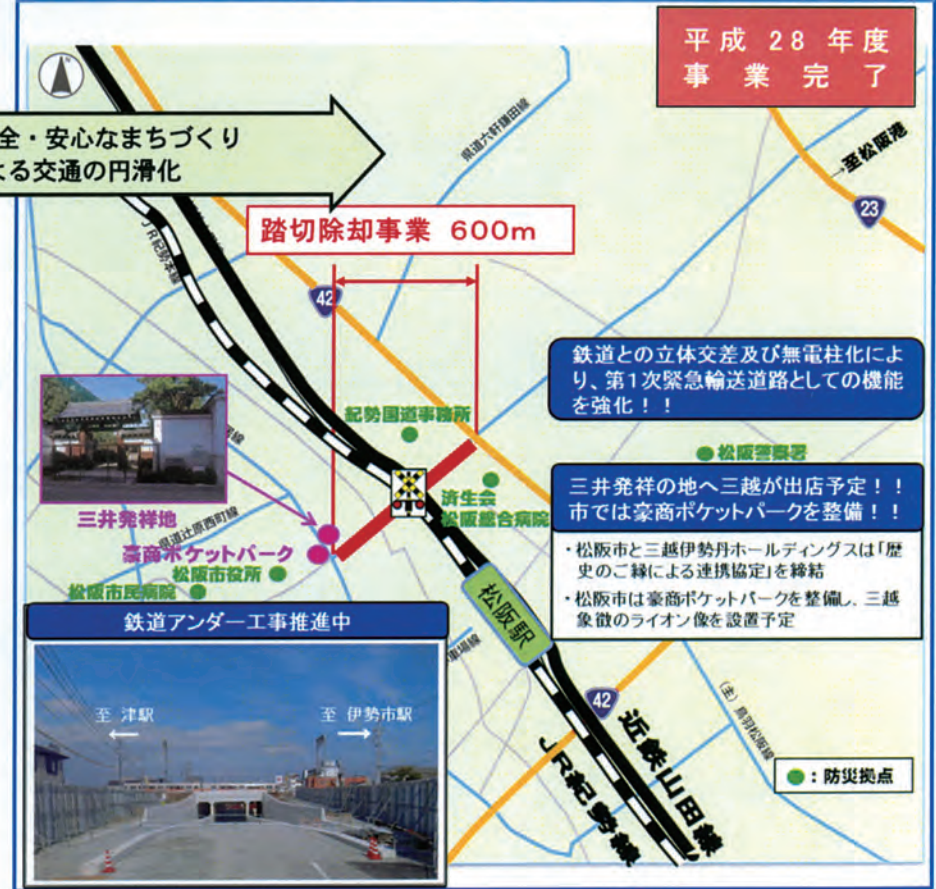 平成 28 年度
事業完了
全・安心なまちづくり
よる交通の円滑化
県道六軒鎌田線
→至松阪港
23
踏切除却事業 600m
JR紀勢本線
42
鉄道との立体交差及び無電柱化によ
り、第1次緊急輸送道路としての機能
を強化！！
紀勢国道事務所
松阪警察署
済生会
松阪総合病院
三井発祥の地へ三越が出店予定！！
市では豪商ポケットパークを整備！！
・松阪市と三越伊勢丹ホールディングスは「歴
史のご縁による連携協定」を締結
・松阪市は豪商ポケットパークを整備し、三越
象徴のライオン像を設置予定
三井発祥地
県道辻原西町線
豪商ポケットパーク
松阪市役所
松阪市民病院
松阪駅
鉄道アンダー工事推進中
至 津駅
至 伊勢市駅
車場線
42
(主)鳥羽松阪線
近鉄山田線
JR紀勢線
：防災拠点